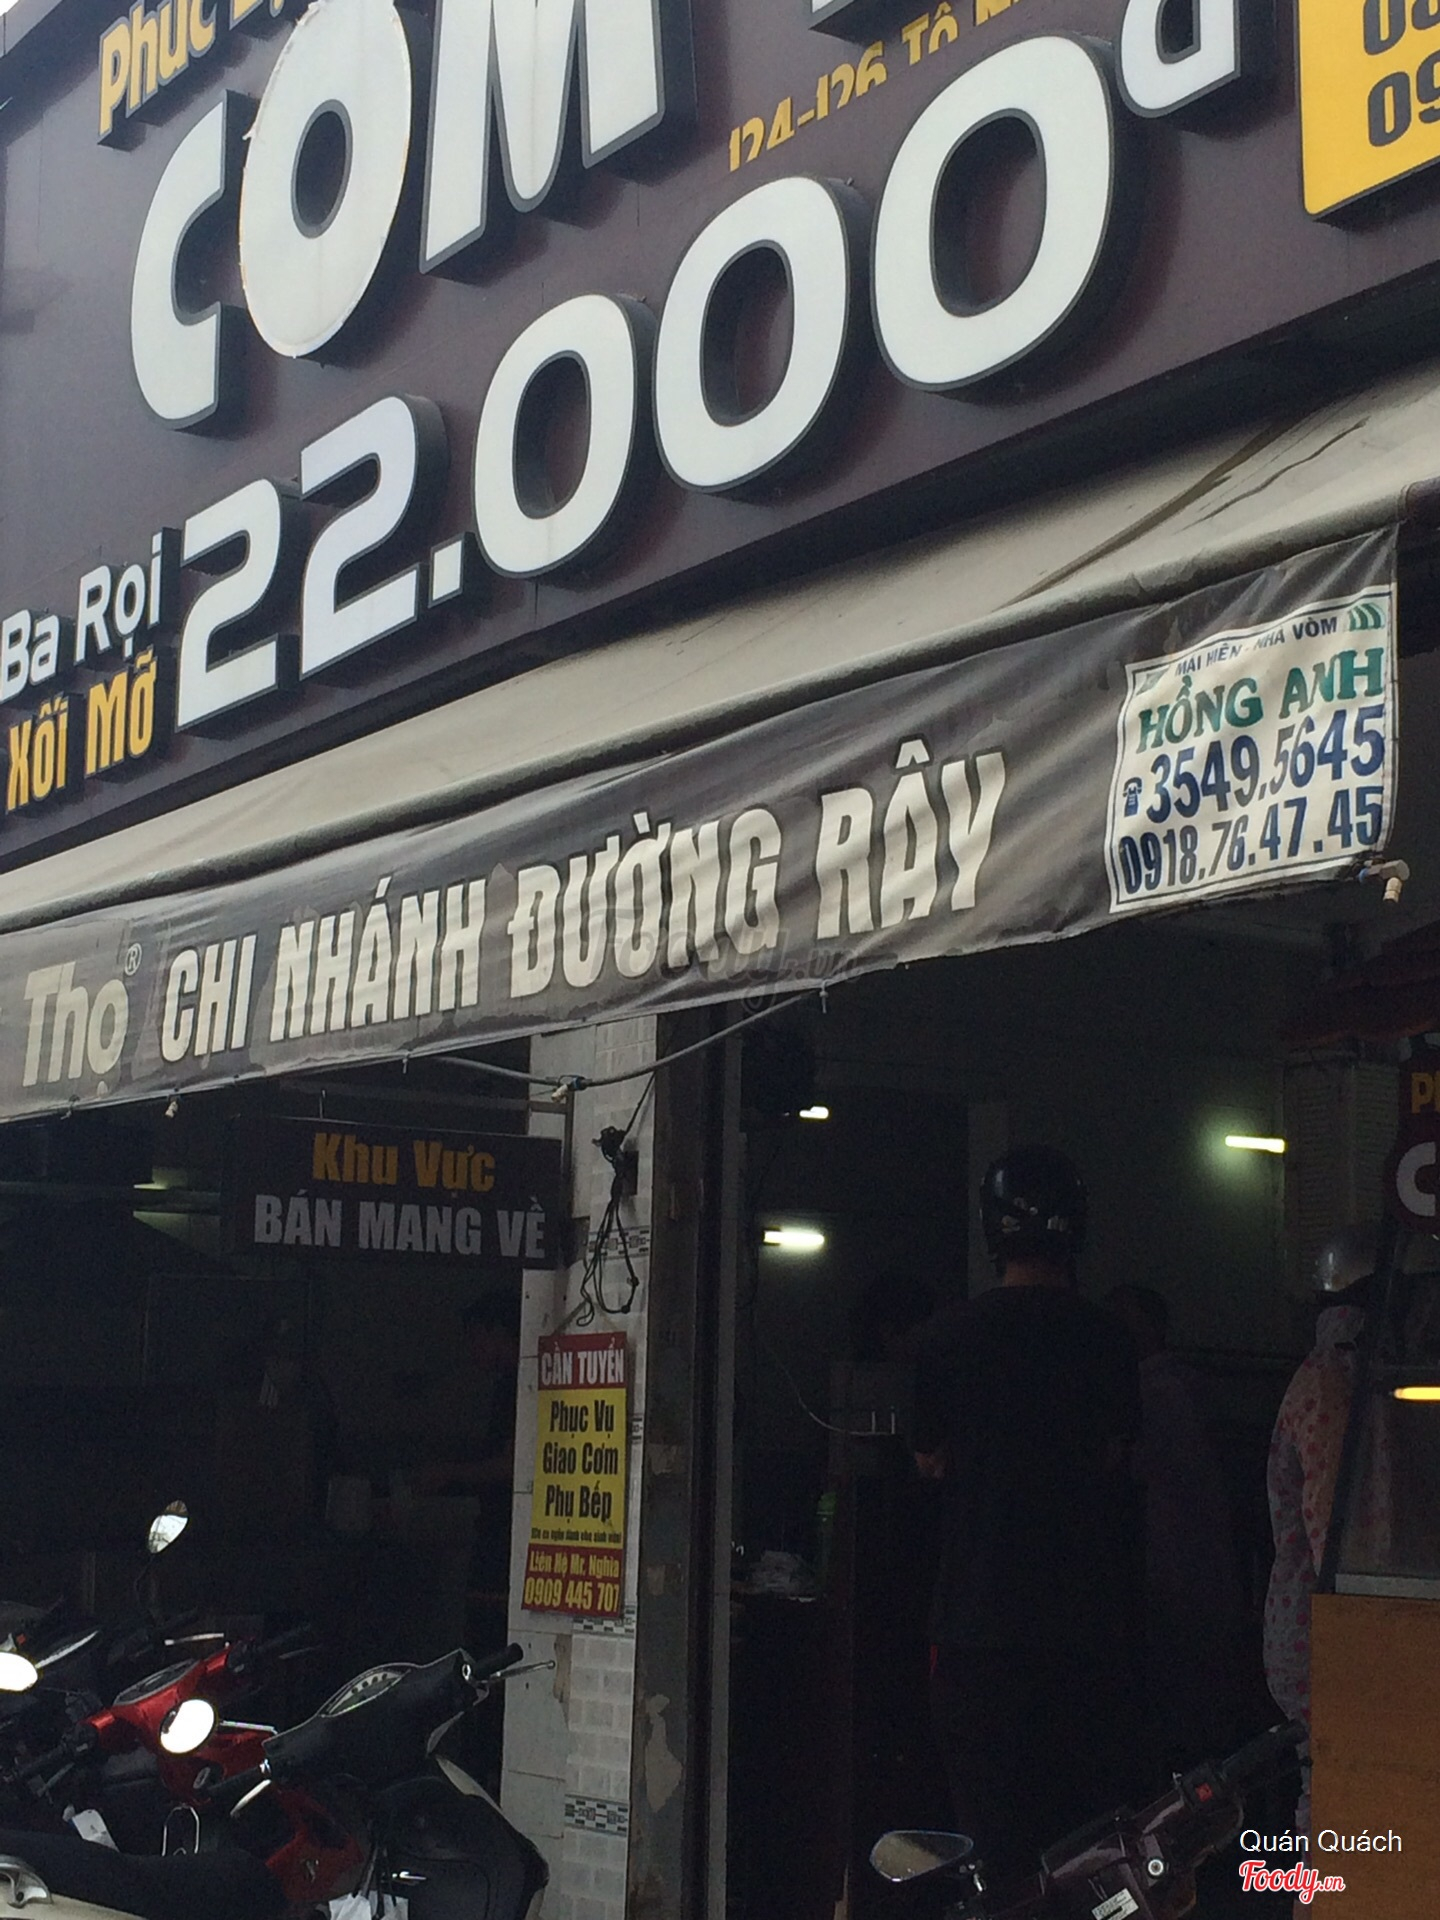 CƠM
124-126 Tô
22.000đ
Ba Rọi
Xối Mỡ
MÁI HIÊN - NHÀ VÒM
HỒNG ANH
3549.5645
0918.76.47.45
Thọ® CHI NHÁNH ĐƯỜNG RÂY
Khu Vực
BÁN MANG VỀ
CẦN TUYỂN
Phục Vụ
Giao Cơm
Phụ Bếp
Liên Hệ Mr. Nghĩa
0909 445 707
Quán Quách
Foody.vn